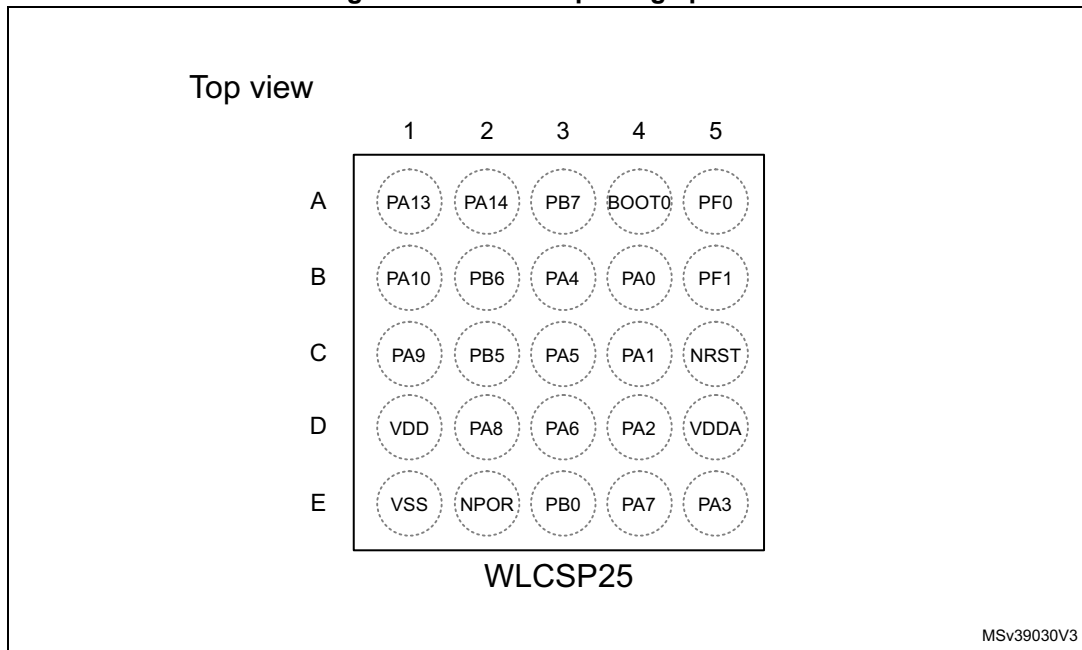 Top view
1 2 3 4 5
A PA13 PA14 PB7 BOOT0 PF0
B PA10 PB6 PA4 PA0 PF1
C PA9 PB5 PA5 PA1 NRST
D VDD PA8 PA6 PA2 VDDA
E VSS NPOR PB0 PA7 PA3
WLCSP25
MSv39030V3